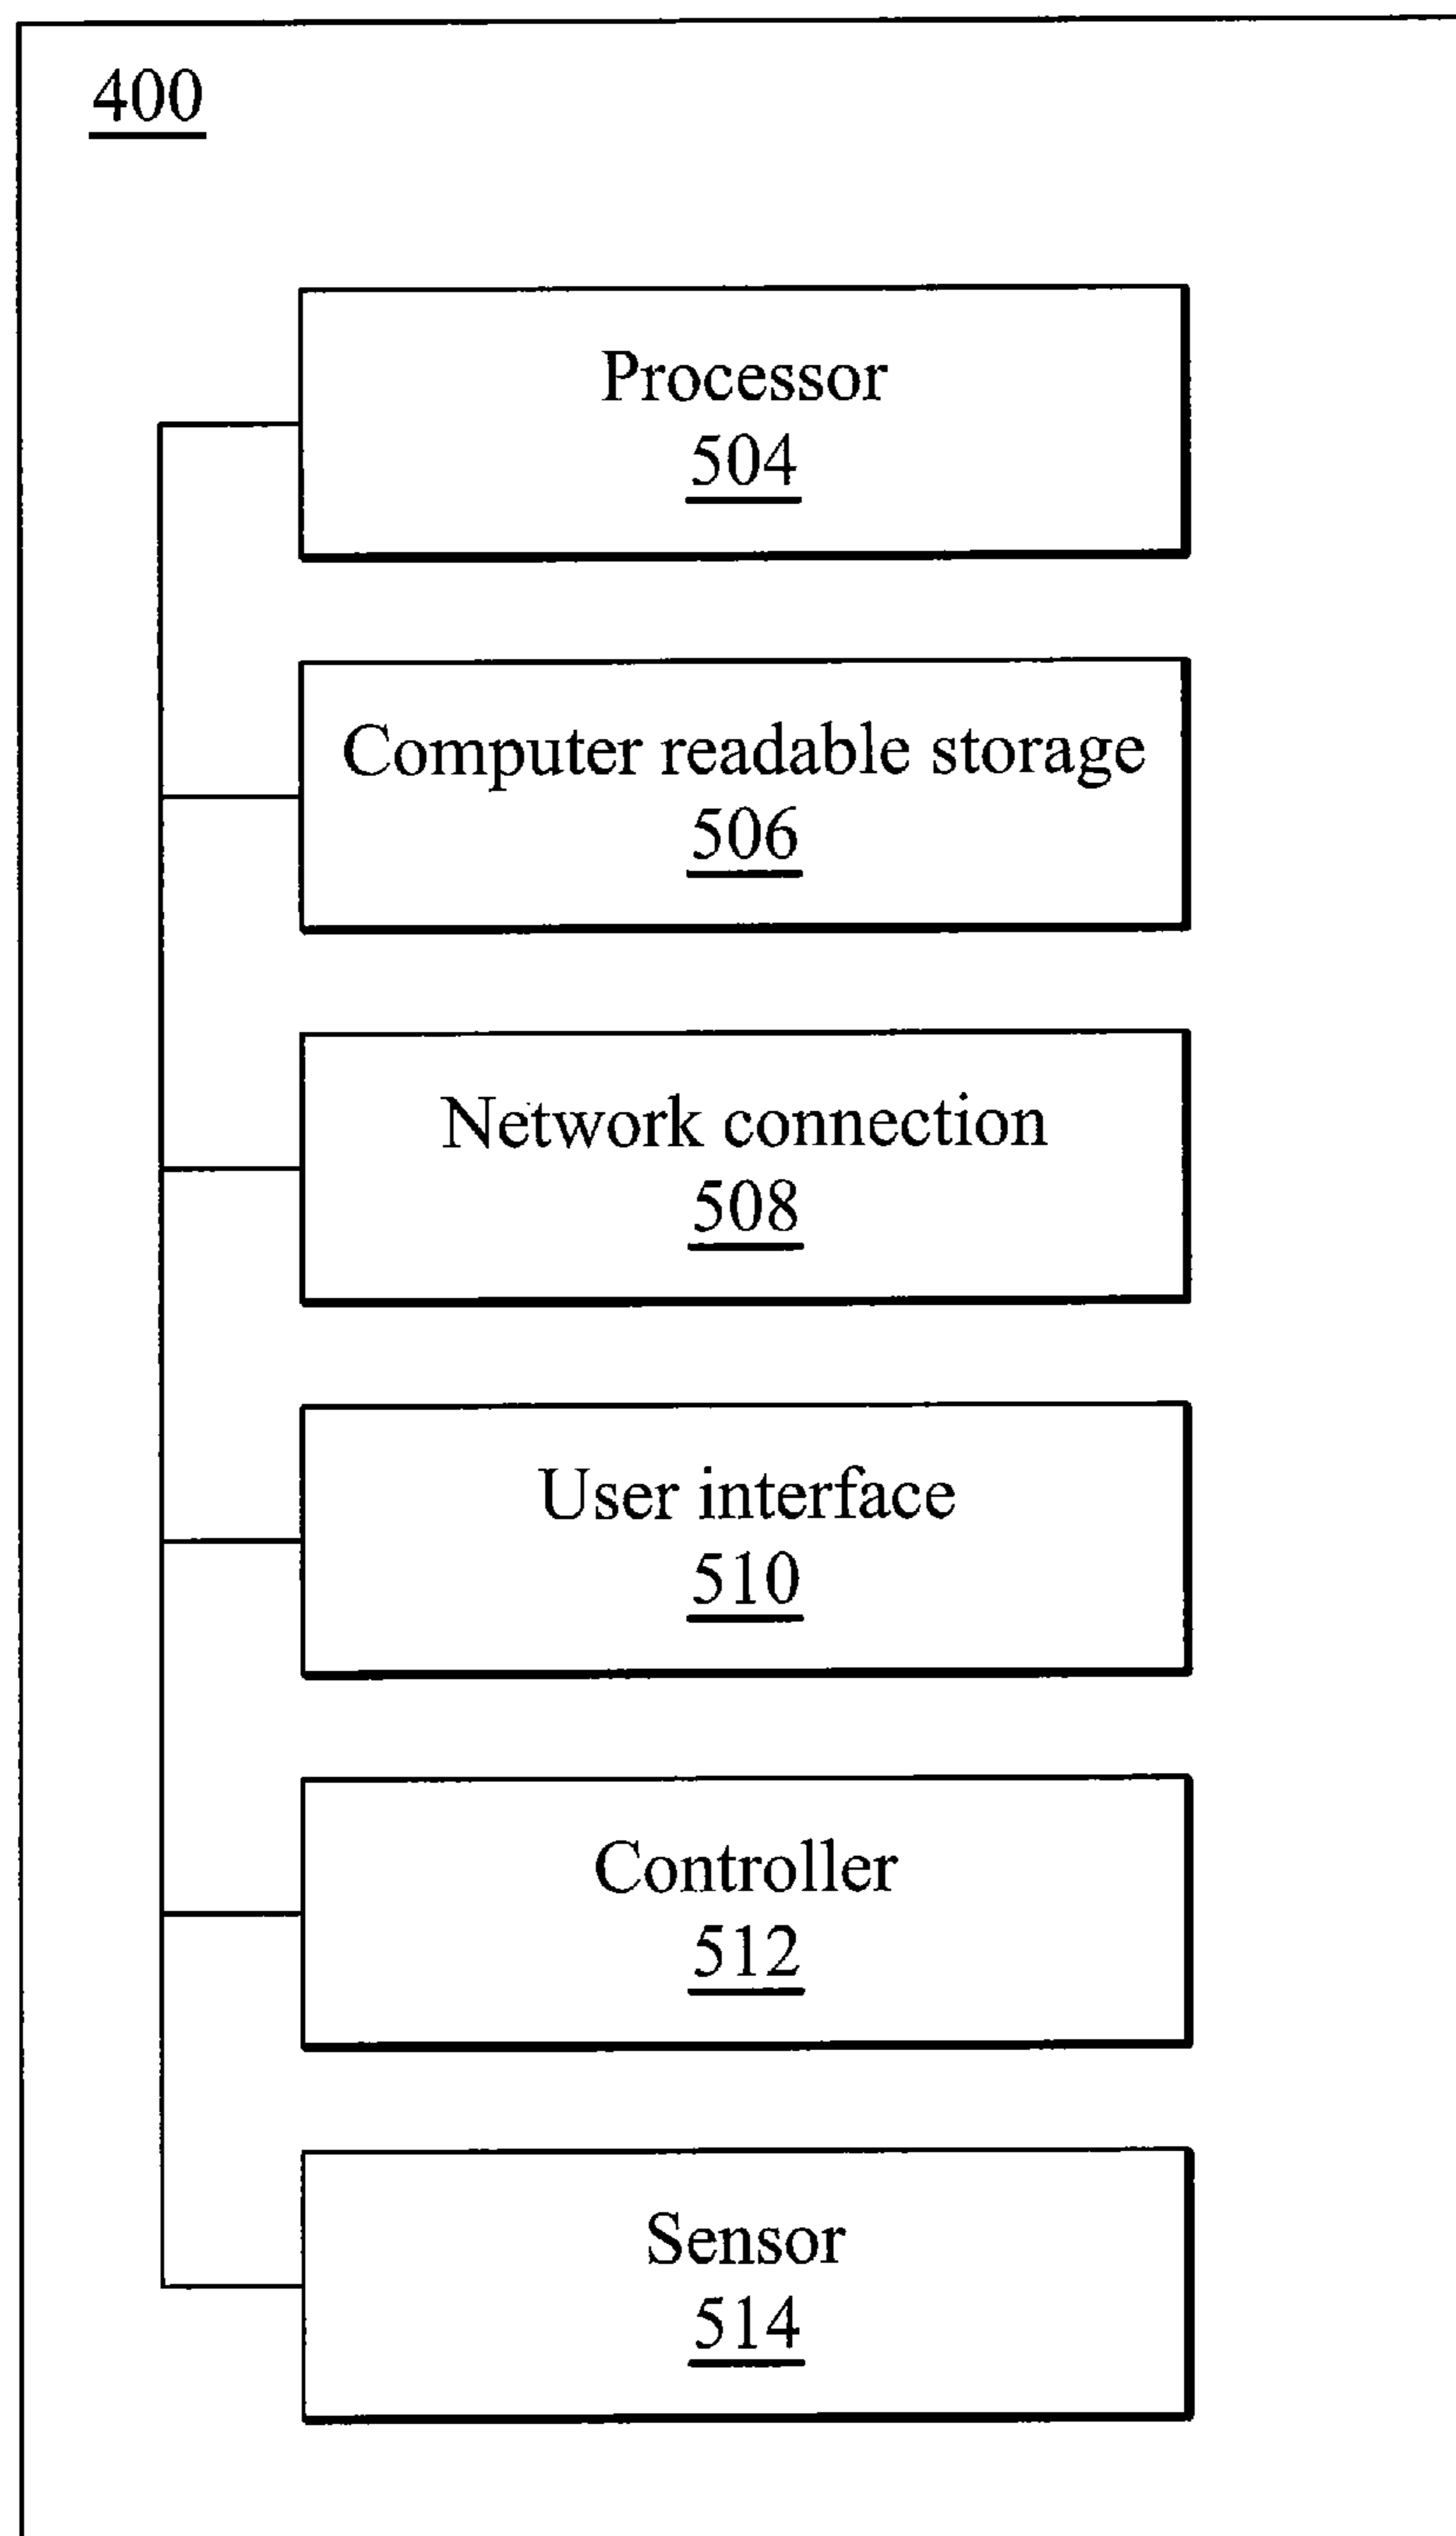 400
Processor
504
Computer readable storage
506
Network connection
508
User interface
510
Controller
512
Sensor
514